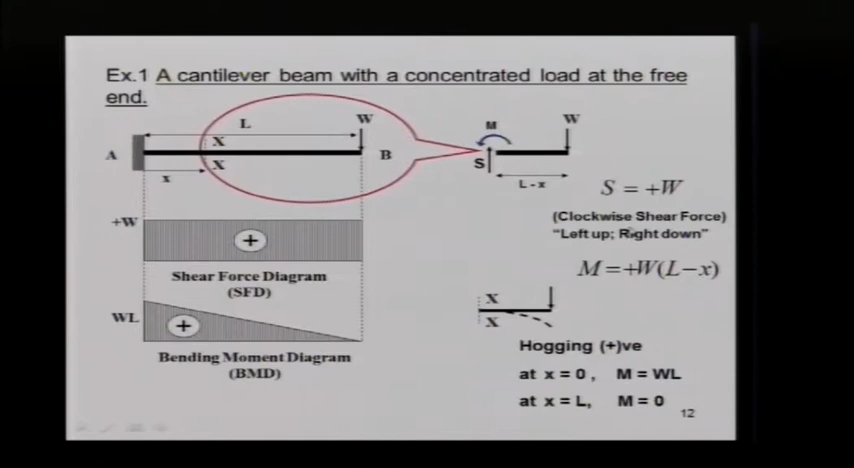 Ex.1 A cantilever beam with a concentrated load at the free
end.
L
W
M
W
A
X
X
B
S
x
L - x
S = +W
+W
(Clockwise Shear Force)
"Left up; Right down"
+
Shear Force Diagram
(SFD)
M=+W(L−x)
X
X
WL
+
Hogging (+)ve
Bending Moment Diagram
(BMD)
at x = 0 , M = WL
at x = L, M = 0
12